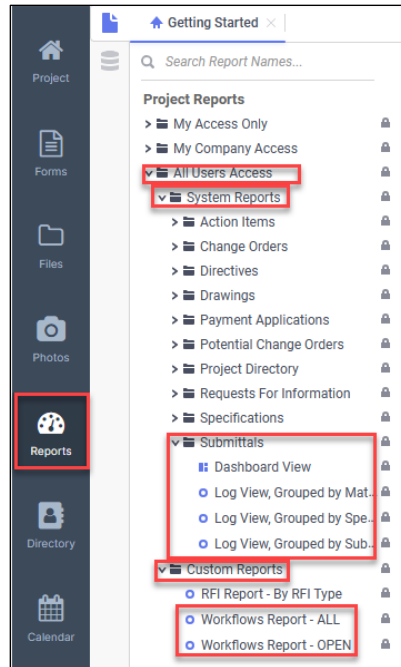 Getting Started
Project
Search Report Names...
Project Reports
My Access Only
My Company Access
All Users Access
System Reports
Action Items
Change Orders
Directives
Drawings
Payment Applications
Potential Change Orders
Project Directory
Requests For Information
Specifications
Submittals
Dashboard View
Log View, Grouped by Mat..
Log View, Grouped by Spe..
Log View, Grouped by Sub..
Custom Reports
RFI Report - By RFI Type
Workflows Report - ALL
Workflows Report - OPEN
Forms
Files
Photos
Reports
Directory
Calendar